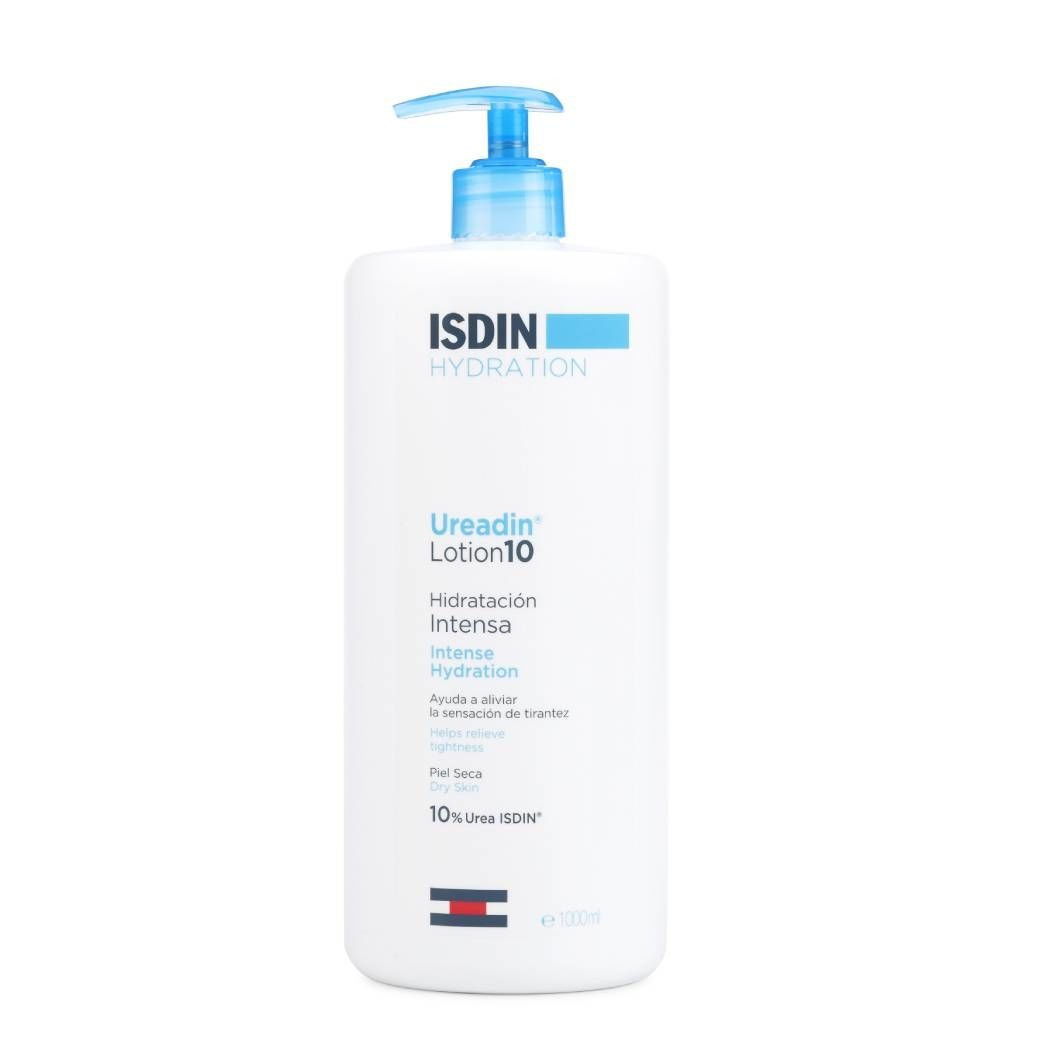 ISDIN
HYDRATION
Ureadin®
Lotion10
Hidratación
Intensa
Intense
Hydration
Ayuda a aliviar
la sensación de tirantez
Helps relieve
tightness
Piel Seca
Dry Skin
10% Urea ISDIN®
℮ 1000ml